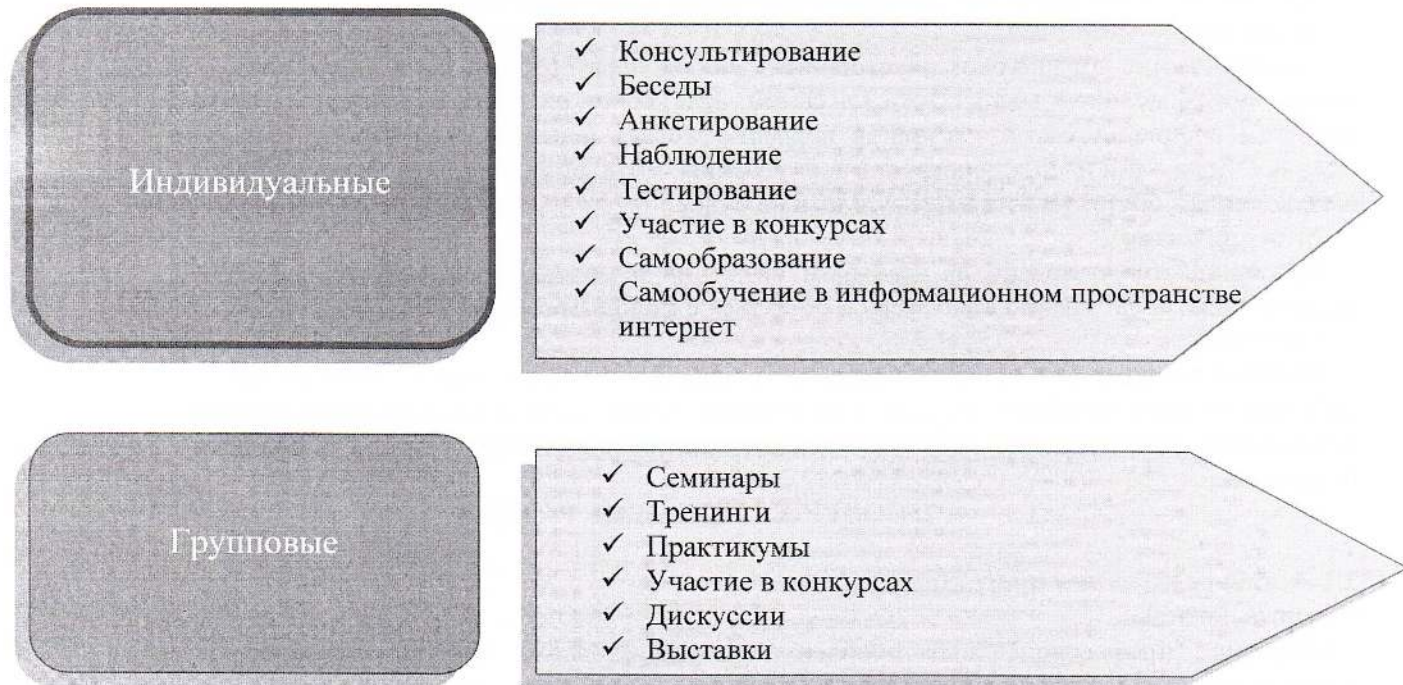 Индивидуальные
✓ Консультирование
✓ Беседы
✓ Анкетирование
✓ Наблюдение
✓ Тестирование
✓ Участие в конкурсах
✓ Самообразование
✓ Самообучение в информационном пространстве
интернет
Групповые
✓ Семинары
✓ Тренинги
✓ Практикумы
✓ Участие в конкурсах
✓ Дискуссии
✓ Выставки